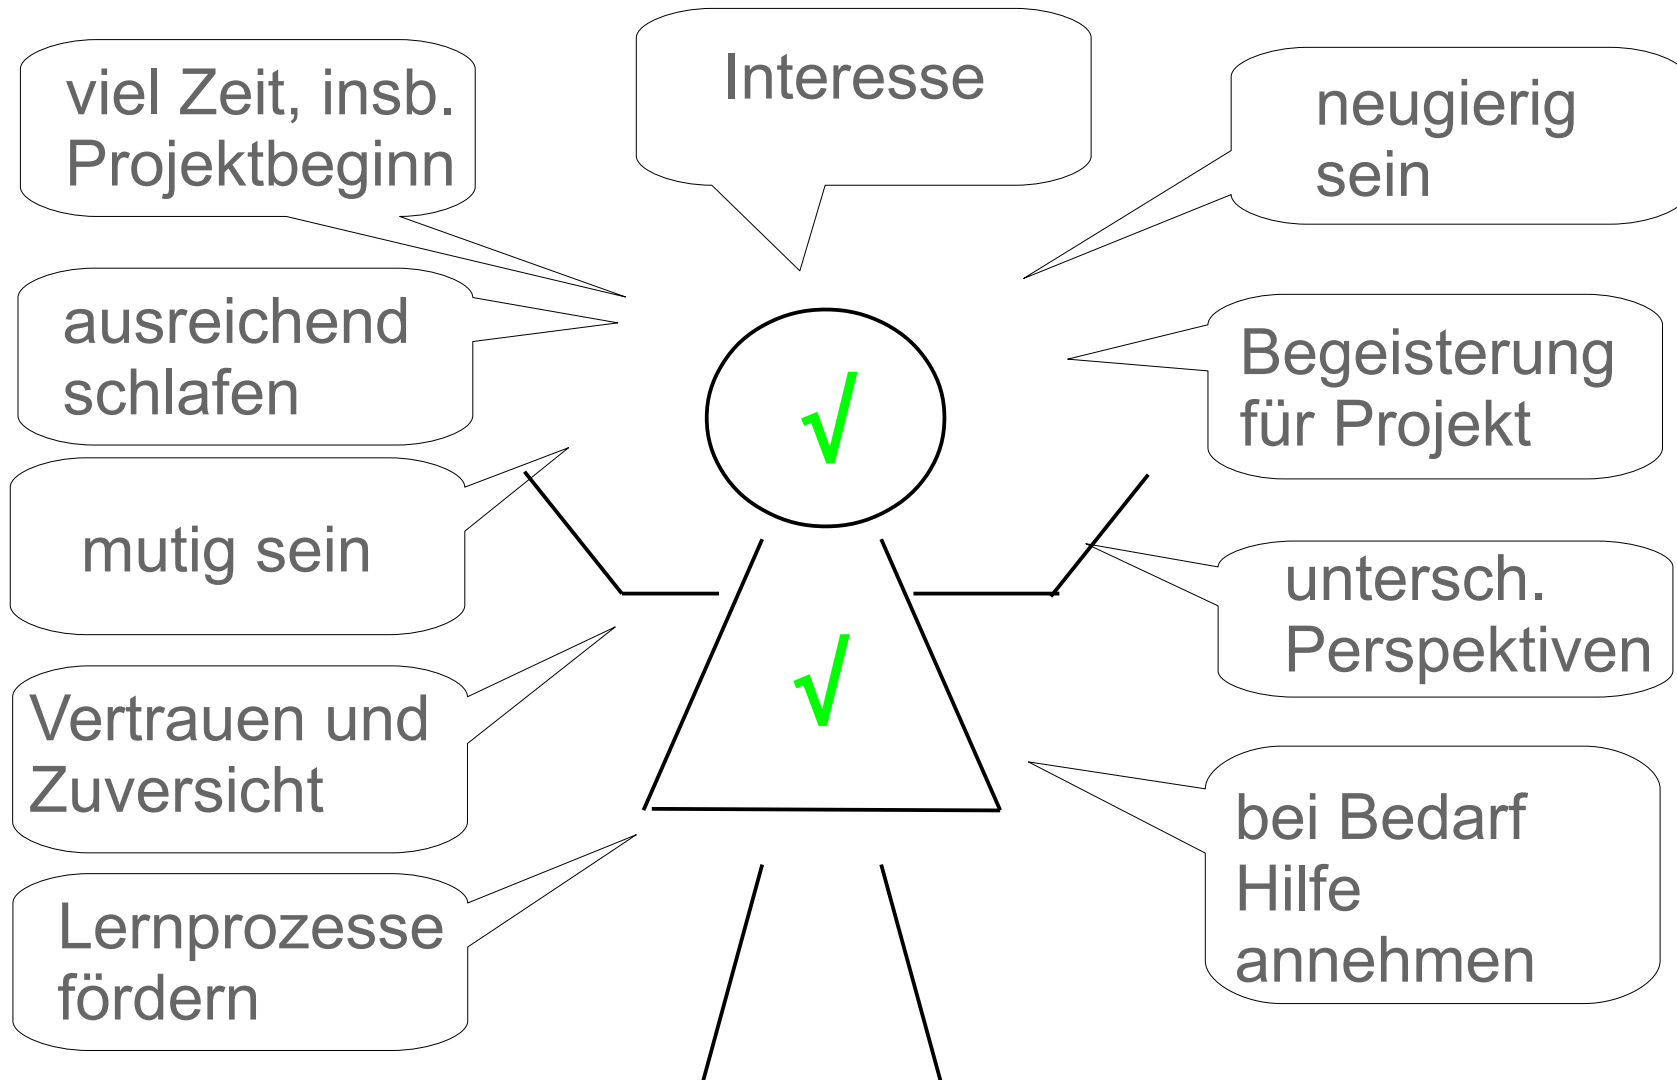 viel Zeit, insb.
Projektbeginn
Interesse
neugierig
sein
ausreichend
schlafen
Begeisterung
für Projekt
mutig sein
untersch.
Perspektiven
Vertrauen und
Zuversicht
bei Bedarf
Hilfe
annehmen
Lernprozesse
fördern
√
√